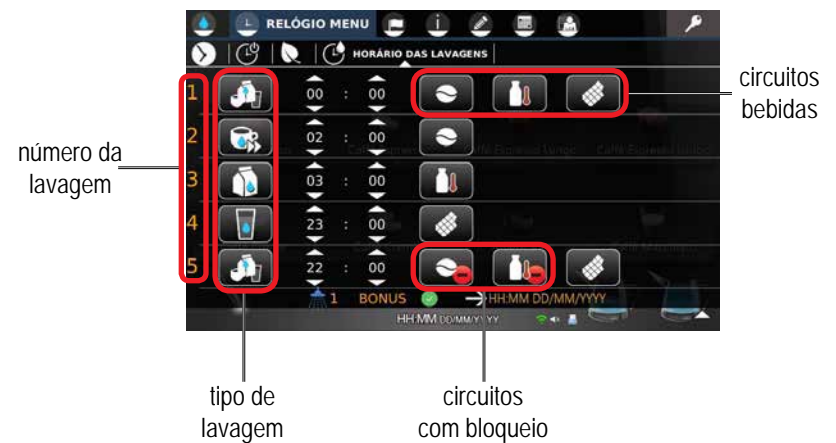 RELÓGIO MENU
HORÁRIO DAS LAVAGENS
1 00 : 00
2 02 : 00
3 03 : 00
4 23 : 00
5 22 : 00
1 BONUS HH:MM DD/MM/YYYY
HH:MM DD/MM/YYYY
circuitos
bebidas
número da
lavagem
tipo de
lavagem
circuitos
com bloqueio